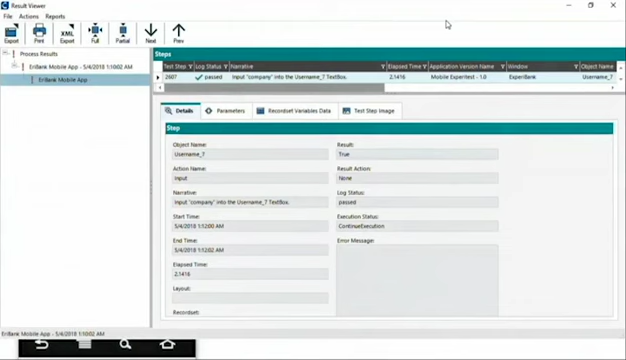 Result Viewer
File Actions Reports
Export Print XML Export Full Partial Next Prev
Process Results
EriBank Mobile App - 5/4/2018 1:10:02 AM
EriBank Mobile App
Steps
Test Step Log Status Narrative Elapsed Time Application Version Name Window Object Name
2607 passed Input "company" into the Username_7 TextBox. 2.1416 Mobile Experitest - 1.0 ExperiBank Username_7
Details Parameters Recordset Variables Data Test Step Image
Step
Object Name: Result:
Username_7 True
Action Name: Result Action:
Input None
Narrative: Log Status:
Input "company" into the Username_7 TextBox. passed
Start Time: Execution Status:
5/4/2018 1:12:00 AM ContinueExecution
End Time: Error Message:
5/4/2018 1:12:02 AM
Elapsed Time:
2.1416
Layout:
Recordset:
EriBank Mobile App - 5/4/2018 1:10:02 AM